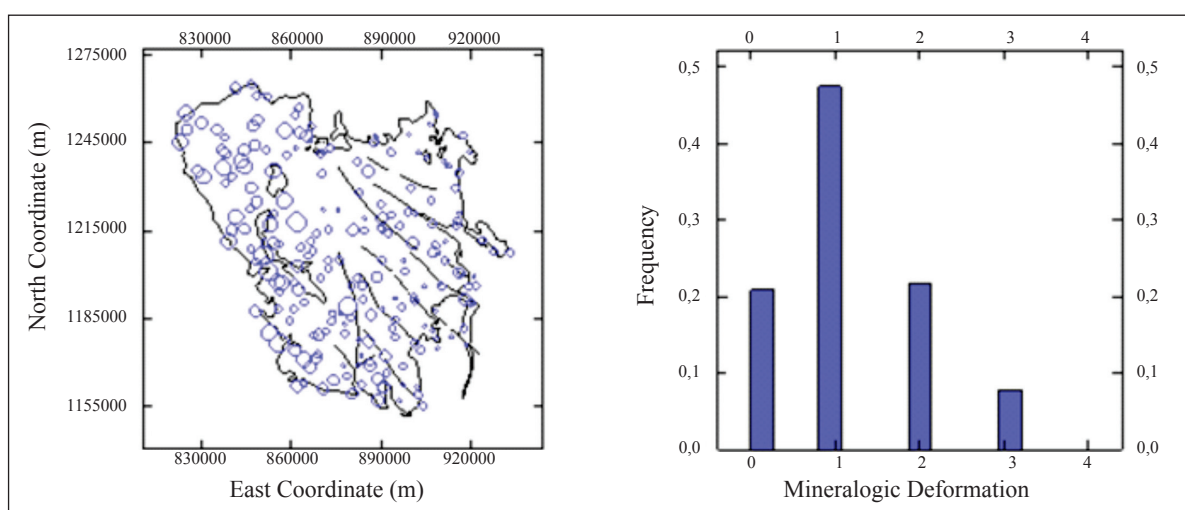 830000 860000 890000 920000
1275000
1245000
1215000
1185000
1155000
North Coordinate (m)
830000 860000 890000 920000
East Coordinate (m)
0 1 2 3 4
0,5 0,5
0,4 0,4
0,3 0,3
0,2 0,2
0,1 0,1
0,0 0,0
Frequency
0 1 2 3 4
Mineralogic Deformation